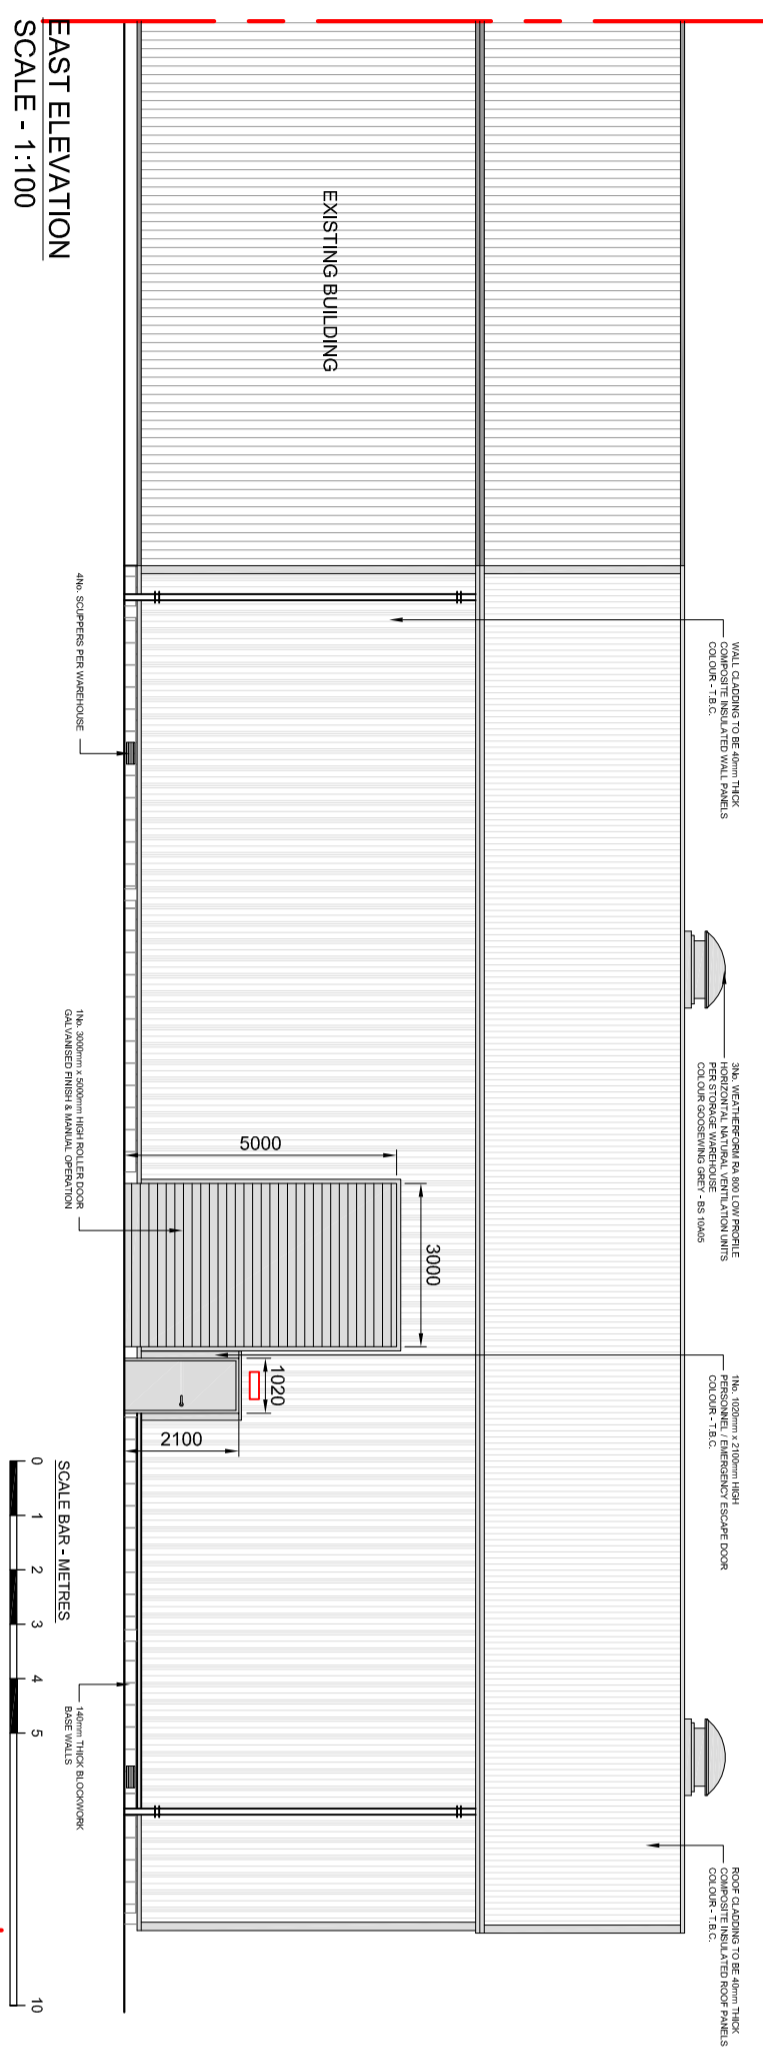 WALL CLADDING TO BE 40mm THICK
COMPOSITE INSULATED WALL PANELS
COLOUR - T.B.C.
3No. WEATHERFORM RA 800 LOW PROFILE
HORIZONTAL NATURAL VENTILATION UNITS
PER STORAGE WAREHOUSE
COLOUR GOOSEWING GREY - BS 10A05
1No. 1020mm x 2100mm HIGH
PERSONNEL / EMERGENCY ESCAPE DOOR
COLOUR - T.B.C.
ROOF CLADDING TO BE 40mm THICK
COMPOSITE INSULATED ROOF PANELS
COLOUR - T.B.C.
EXISTING BUILDING
3000
5000
1020
2100
4No. SCUPPERS PER WAREHOUSE
1No. 3000mm x 5000mm HIGH ROLLER DOOR
GALVANISED FINISH & MANUAL OPERATION
140mm THICK BLOCKWORK
BASE WALLS
EAST ELEVATION
SCALE - 1:100
SCALE BAR - METRES
0 1 2 3 4 5 10